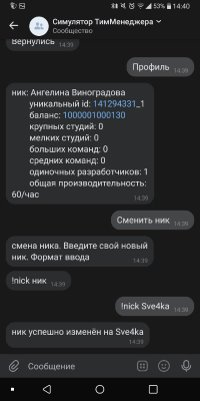 53% 14:40
Симулятор ТимМенеджера
Сообщество
Вернулись 14:39
Профиль 14:39
ник: Ангелина Виноградова
уникальный id: 141294331_1
баланс: 1000001000130
крупных студий: 0
мелких студий: 0
больших команд: 0
средних команд: 0
одиночных разработчиков: 1
общая производительность:
60/час 14:39
Сменить ник 14:39
смена ника. Введите свой новый
ник. Формат ввода 14:39
!nick ник 14:39
!nick Sve4ka 14:39
ник успешно изменён на Sve4ka
14:39
Сообщение